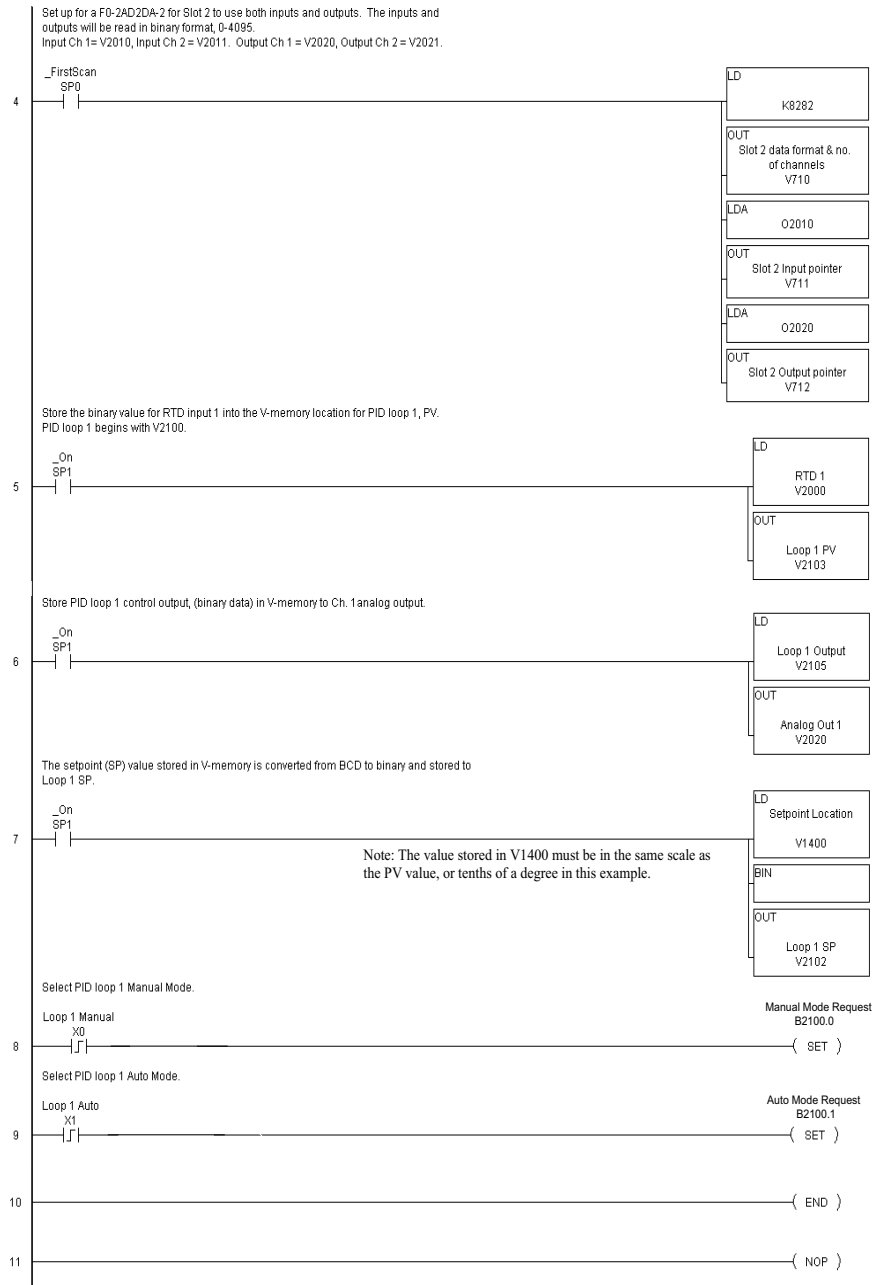 Set up for a F0-2AD2DA-2 for Slot 2 to use both inputs and outputs. The inputs and
outputs will be read in binary format, 0-4095.
Input Ch 1= V2010, Input Ch 2 = V2011. Output Ch 1 = V2020, Output Ch 2 = V2021.
_FirstScan
SP0
4
LD
K8282
OUT
Slot 2 data format & no.
of channels
V710
LDA
O2010
OUT
Slot 2 Input pointer
V711
LDA
O2020
OUT
Slot 2 Output pointer
V712
Store the binary value for RTD input 1 into the V-memory location for PID loop 1, PV.
PID loop 1 begins with V2100.
_On
SP1
5
LD
RTD 1
V2000
OUT
Loop 1 PV
V2103
Store PID loop 1 control output, (binary data) in V-memory to Ch. 1analog output.
_On
SP1
6
LD
Loop 1 Output
V2105
OUT
Analog Out 1
V2020
The setpoint (SP) value stored in V-memory is converted from BCD to binary and stored to
Loop 1 SP.
_On
SP1
7
LD
Setpoint Location
V1400
Note: The value stored in V1400 must be in the same scale as
the PV value, or tenths of a degree in this example.
BIN
OUT
Loop 1 SP
V2102
Select PID loop 1 Manual Mode.
Loop 1 Manual
X0
8
Manual Mode Request
B2100.0
SET
Select PID loop 1 Auto Mode.
Loop 1 Auto
X1
9
Auto Mode Request
B2100.1
SET
10
END
11
NOP